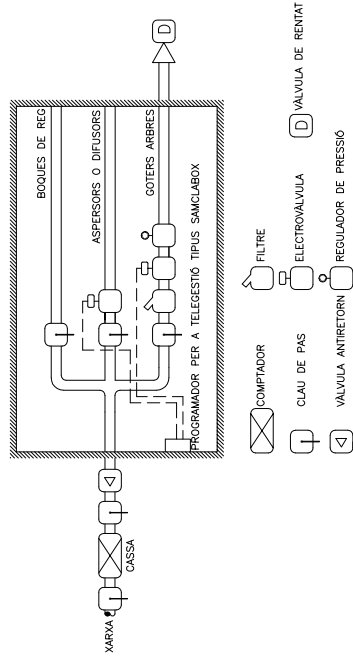 XARXA
CASSA
BOQUES DE REG
ASPERSORS O DIFUSORS
GOTERS ARBRES
D
PROGRAMADOR PER A TELEGESTIÓ TIPUS SAMCLABOX
COMPTADOR
FILTRE
CLAU DE PAS
ELECTROVÀLVULA
D VÀLVULA DE RENTAT
VÀLVULA ANTIRETORN
REGULADOR DE PRESSIÓ